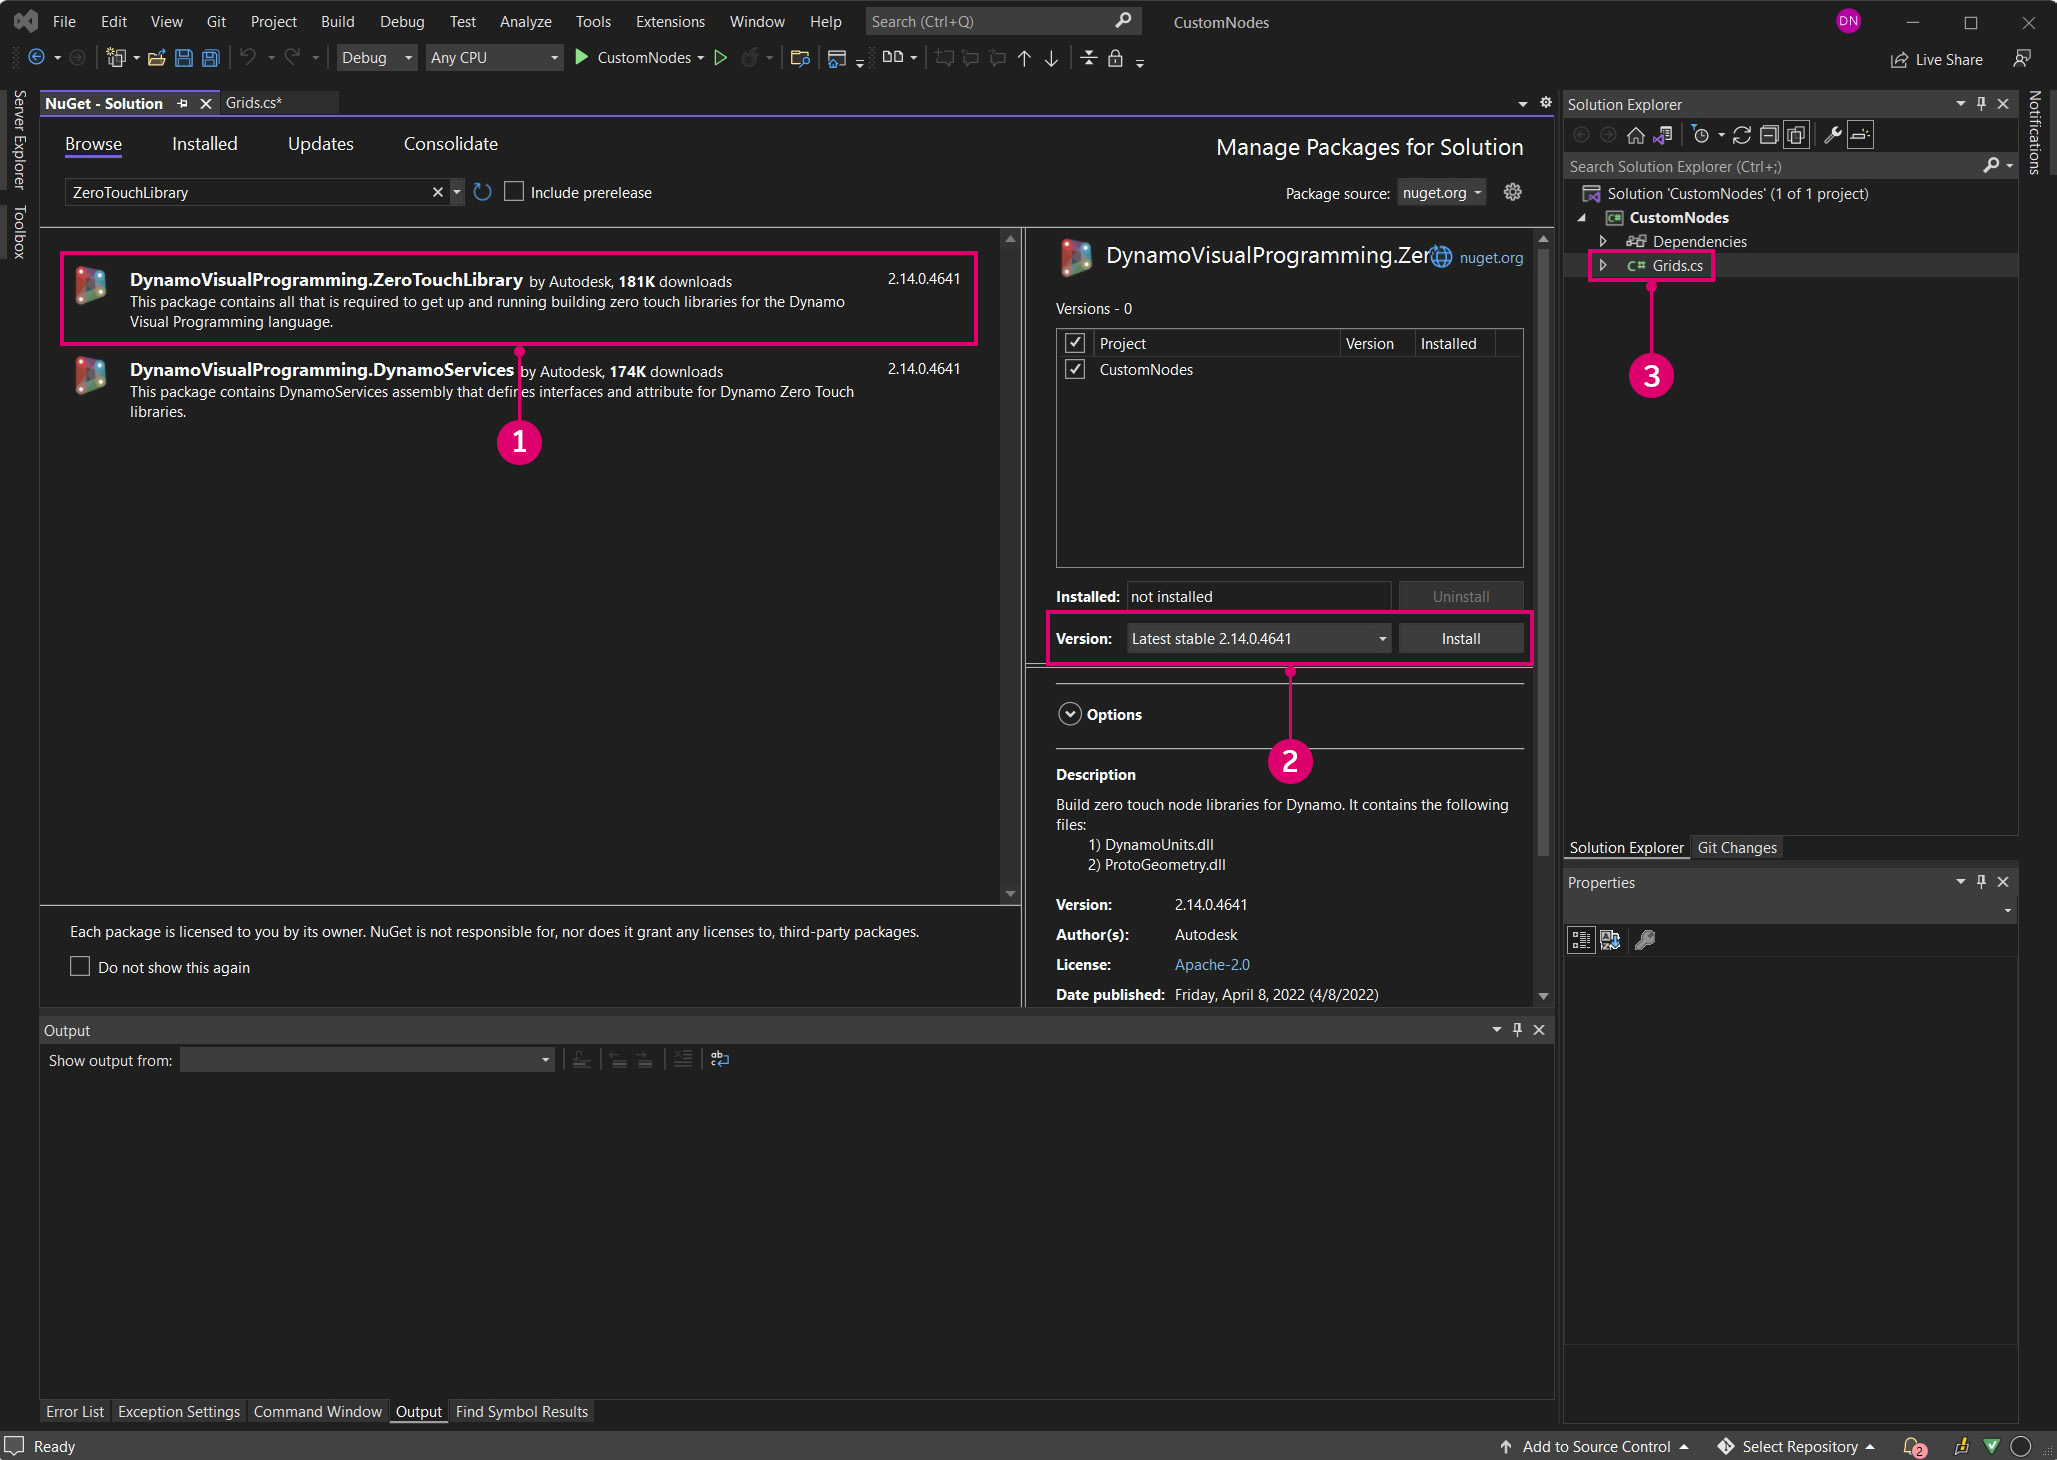 File Edit View Git Project Build Debug Test Analyze Tools Extensions Window Help Search (Ctrl+Q) CustomNodes DN
Debug Any CPU CustomNodes Live Share
Server Explorer
Toolbox
NuGet - Solution Grids.cs*
Browse Installed Updates Consolidate
Manage Packages for Solution
ZeroTouchLibrary Include prerelease
Package source: nuget.org
DynamoVisualProgramming.ZeroTouchLibrary by Autodesk, 181K downloads 2.14.0.4641
This package contains all that is required to get up and running building zero touch libraries for the Dynamo
Visual Programming language.
DynamoVisualProgramming.DynamoServices by Autodesk, 174K downloads 2.14.0.4641
This package contains DynamoServices assembly that defines interfaces and attribute for Dynamo Zero Touch
libraries.
1
Each package is licensed to you by its owner. NuGet is not responsible for, nor does it grant any licenses to, third-party packages.
Do not show this again
DynamoVisualProgramming.Zer nuget.org
Versions - 0
Project Version Installed
CustomNodes
Installed: not installed Uninstall
Version: Latest stable 2.14.0.4641 Install
2
Options
Description
Build zero touch node libraries for Dynamo. It contains the following
files:
1) DynamoUnits.dll
2) ProtoGeometry.dll
Version: 2.14.0.4641
Author(s): Autodesk
License: Apache-2.0
Date published: Friday, April 8, 2022 (4/8/2022)
Solution Explorer
Search Solution Explorer (Ctrl+;)
Solution 'CustomNodes' (1 of 1 project)
C# CustomNodes
Dependencies
C# Grids.cs
3
Solution Explorer Git Changes
Properties
Notifications
Output
Show output from:
Error List Exception Settings Command Window Output Find Symbol Results
Ready Add to Source Control Select Repository 2